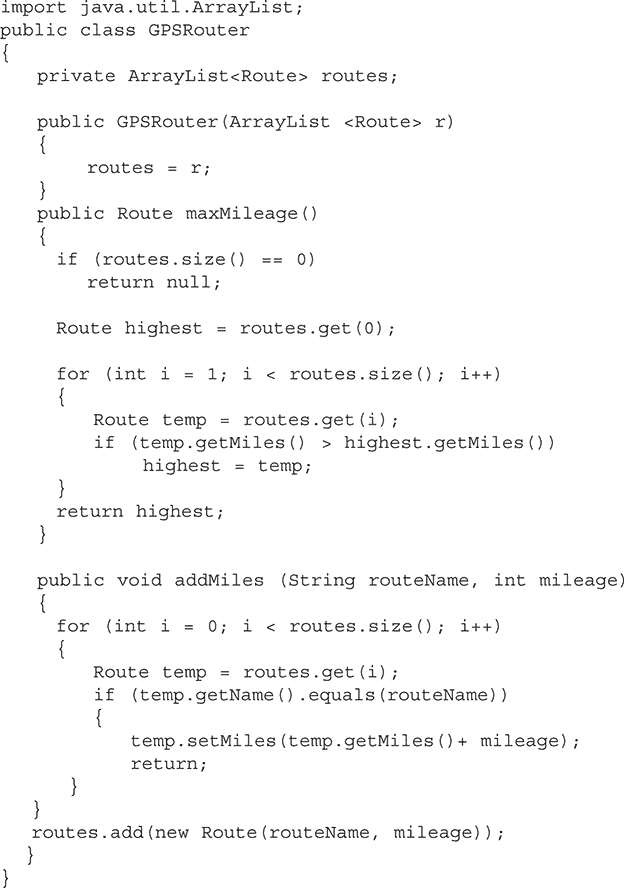 import java.util.ArrayList;
public class GPSRouter
{
   private ArrayList<Route> routes;

   public GPSRouter(ArrayList <Route> r)
   {
       routes = r;
   }
   public Route maxMileage()
   {
    if (routes.size() == 0)
       return null;

    Route highest = routes.get(0);

    for (int i = 1; i < routes.size(); i++)
    {
       Route temp = routes.get(i);
       if (temp.getMiles() > highest.getMiles())
           highest = temp;
    }
    return highest;
   }

   public void addMiles (String routeName, int mileage)
   {
    for (int i = 0; i < routes.size(); i++)
    {
       Route temp = routes.get(i);
       if (temp.getName().equals(routeName))
       {
          temp.setMiles(temp.getMiles()+ mileage);
          return;
     }
  }
  routes.add(new Route(routeName, mileage));
  }
}